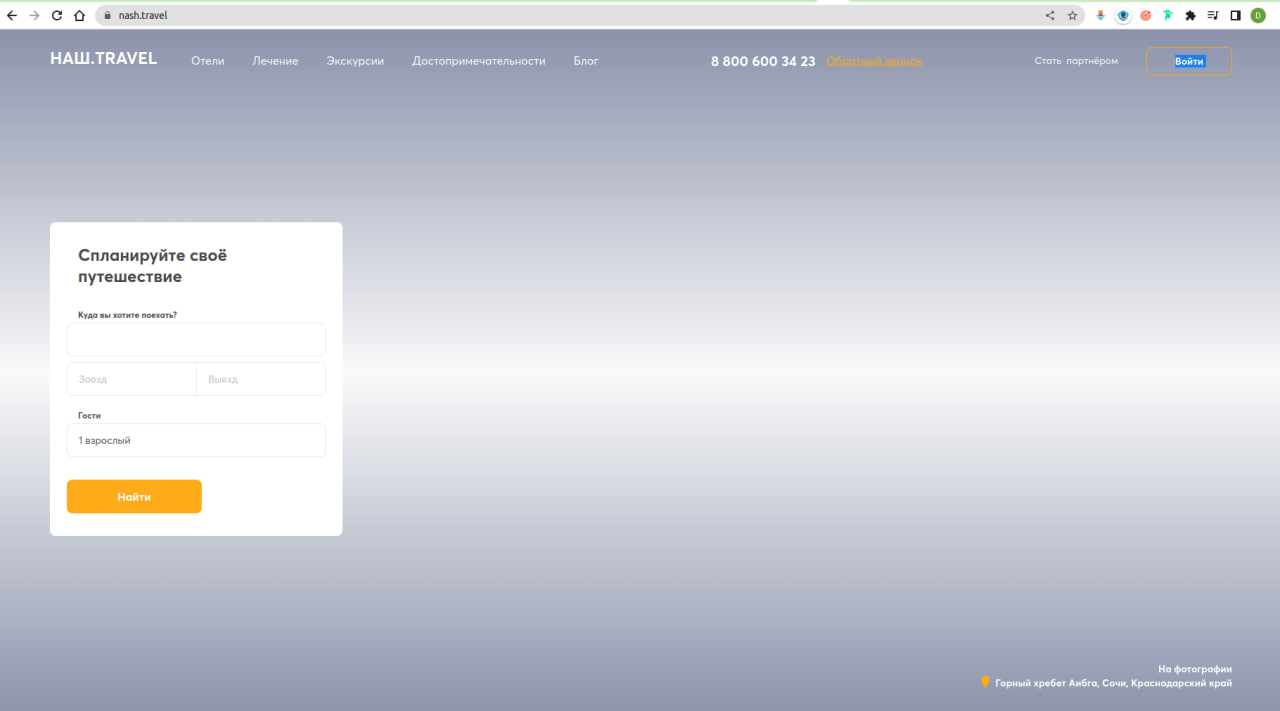 nash.travel
D
НАШ.TRAVEL Отели Лечение Экскурсии Достопримечательности Блог 8 800 600 34 23 Обратный звонок Стать партнёром Войти
Спланируйте своё
путешествие
Куда вы хотите поехать?
Заезд Выезд
Гости
1 взрослый
Найти
На фотографии
Горный хребет Аибга, Сочи, Краснодарский край